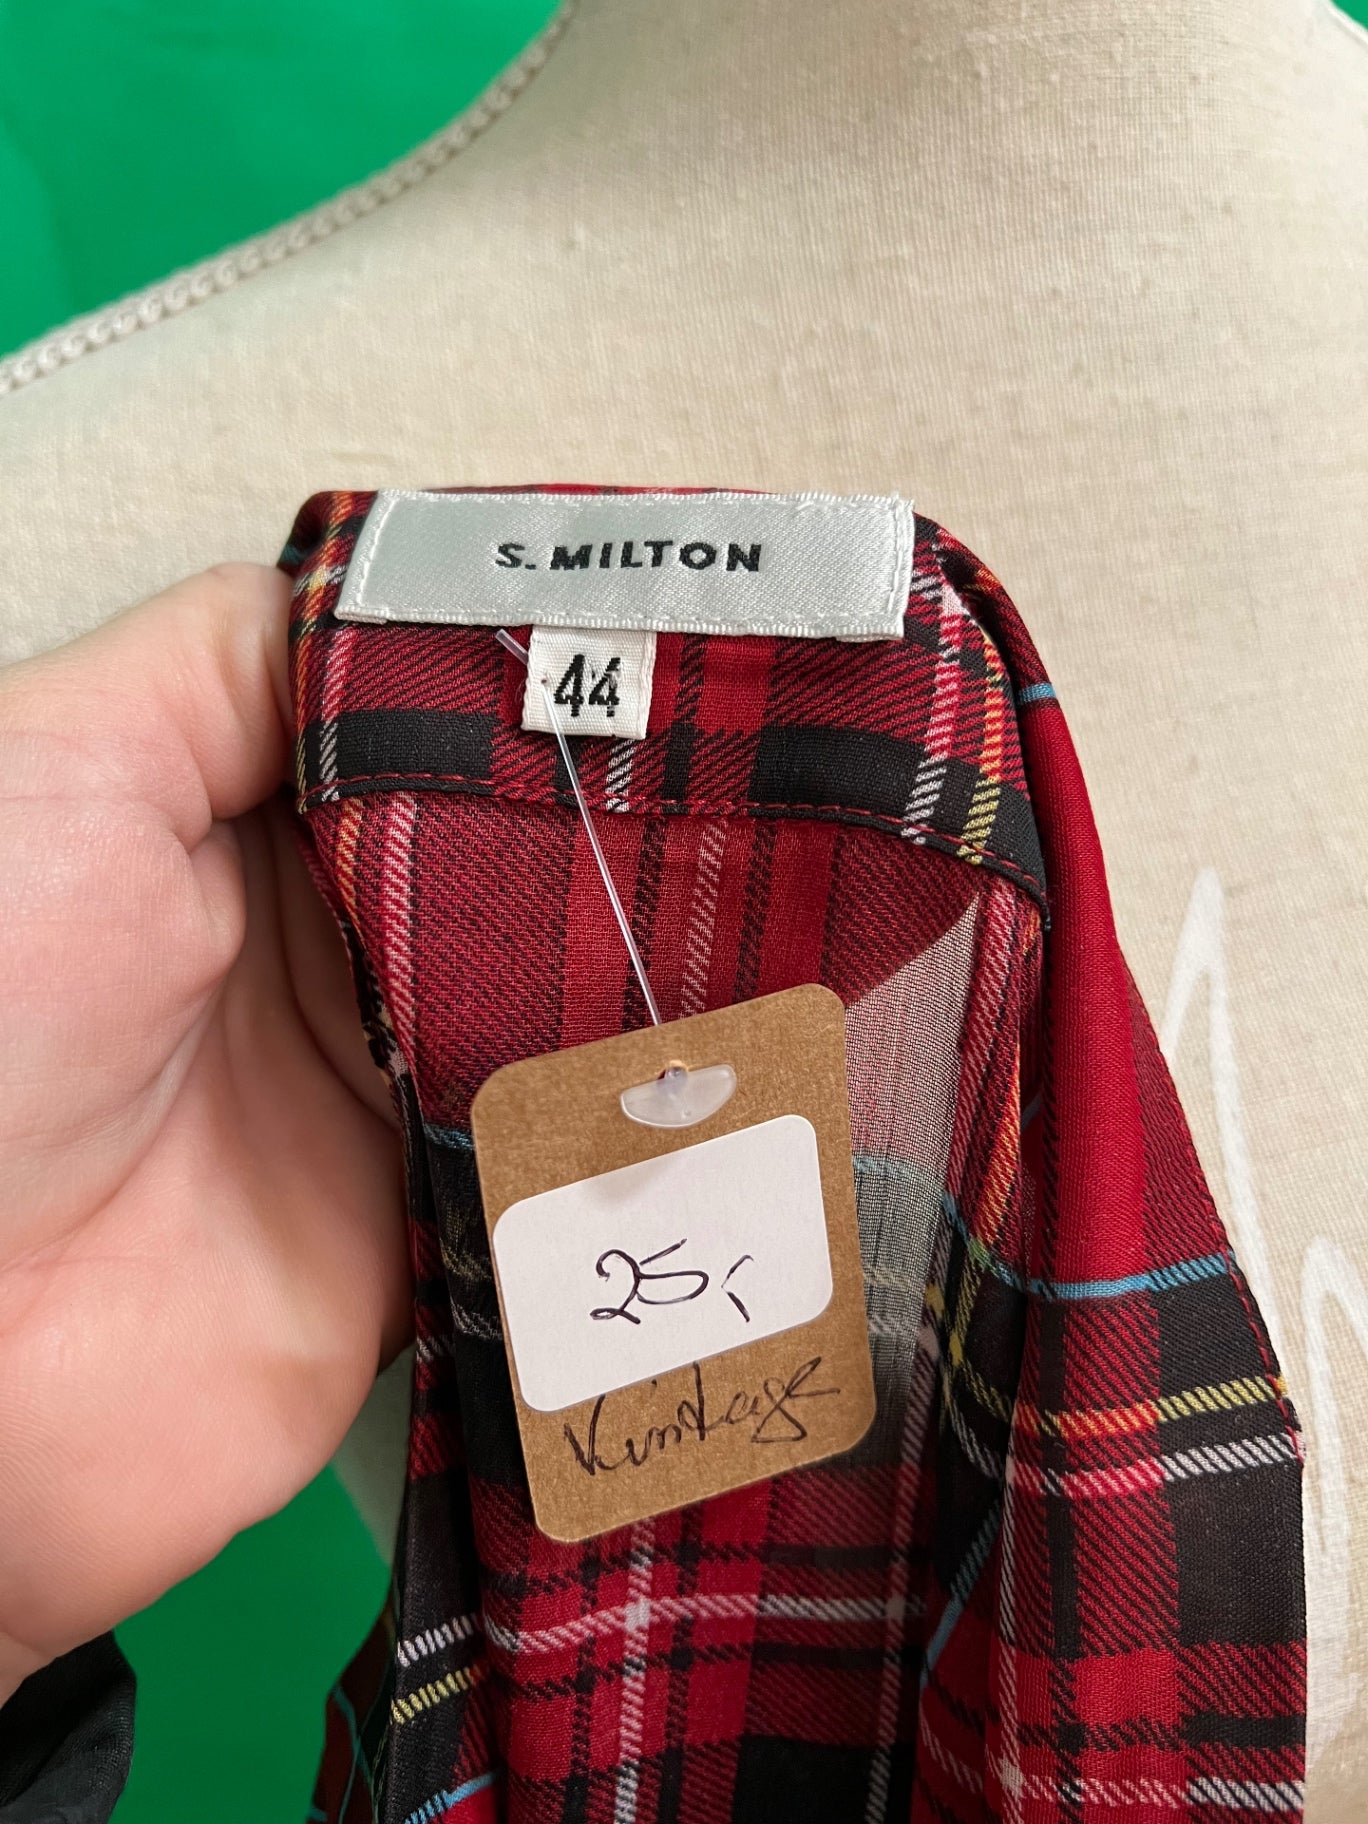 S. MILTON
44
25,-
Vintage